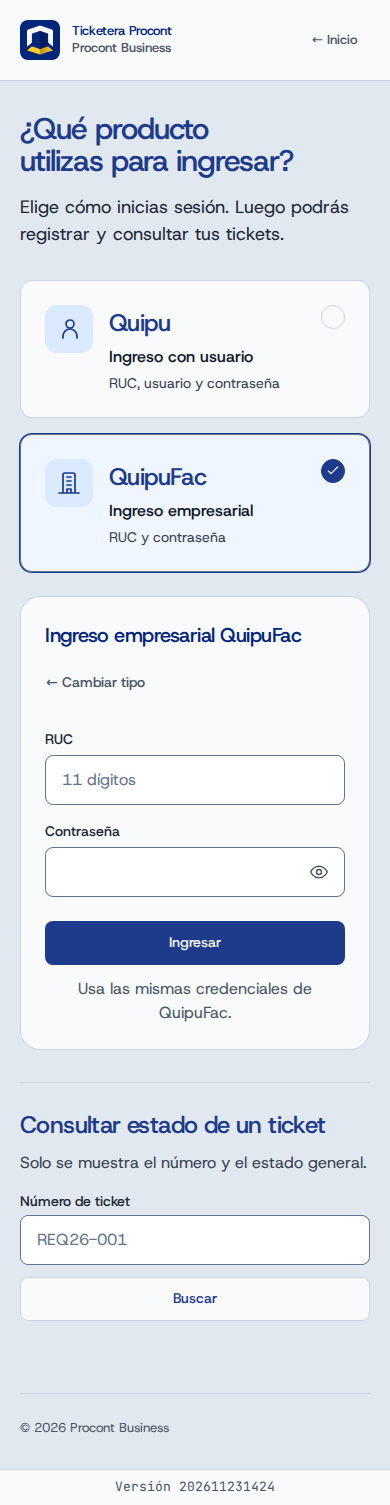 Ticketera Procont
Procont Business
← Inicio
¿Qué producto
utilizas para ingresar?
Elige cómo inicias sesión. Luego podrás
registrar y consultar tus tickets.
Quipu
Ingreso con usuario
RUC, usuario y contraseña
QuipuFac
Ingreso empresarial
RUC y contraseña
Ingreso empresarial QuipuFac
← Cambiar tipo
RUC
11 dígitos
Contraseña
Ingresar
Usa las mismas credenciales de
QuipuFac.
Consultar estado de un ticket
Solo se muestra el número y el estado general.
Número de ticket
REQ26-001
Buscar
© 2026 Procont Business
Versión 202611231424